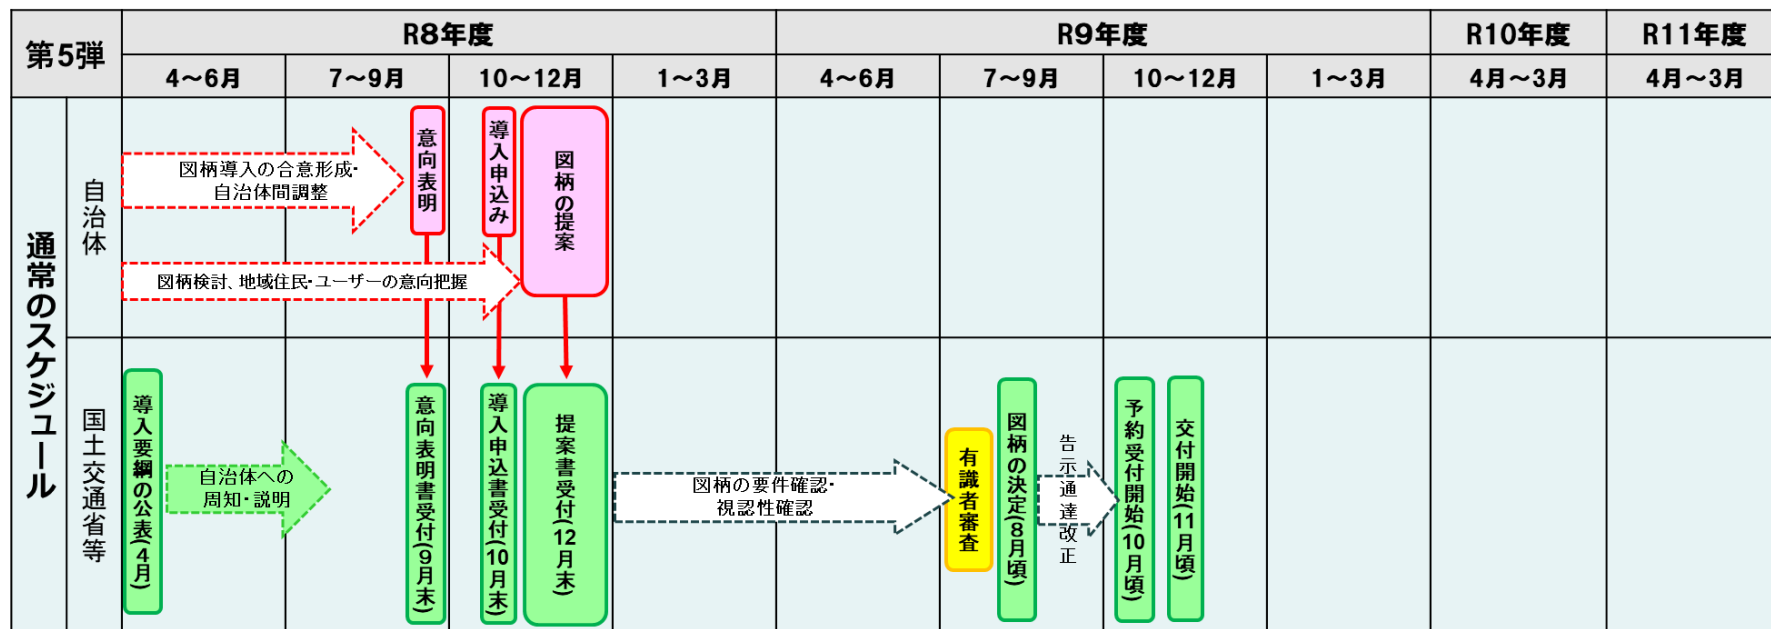 第5弾
R8年度
R9年度
R10年度
R11年度
4～6月
7～9月
10～12月
1～3月
4～6月
7～9月
10～12月
1～3月
4月～3月
4月～3月
通常のスケジュール
自治体
図柄導入の合意形成・
自治体間調整
意向表明
導入申込み
図柄の提案
図柄検討、地域住民・ユーザーの意向把握
国土交通省等
導入要綱の公表(4月)
自治体への
周知・説明
意向表明書受付(9月末)
導入申込書受付(10月末)
提案書受付(12月末)
図柄の要件確認・
視認性確認
有識者審査
図柄の決定(8月頃)
告示・通達改正
予約受付開始(10月頃)
交付開始(11月頃)